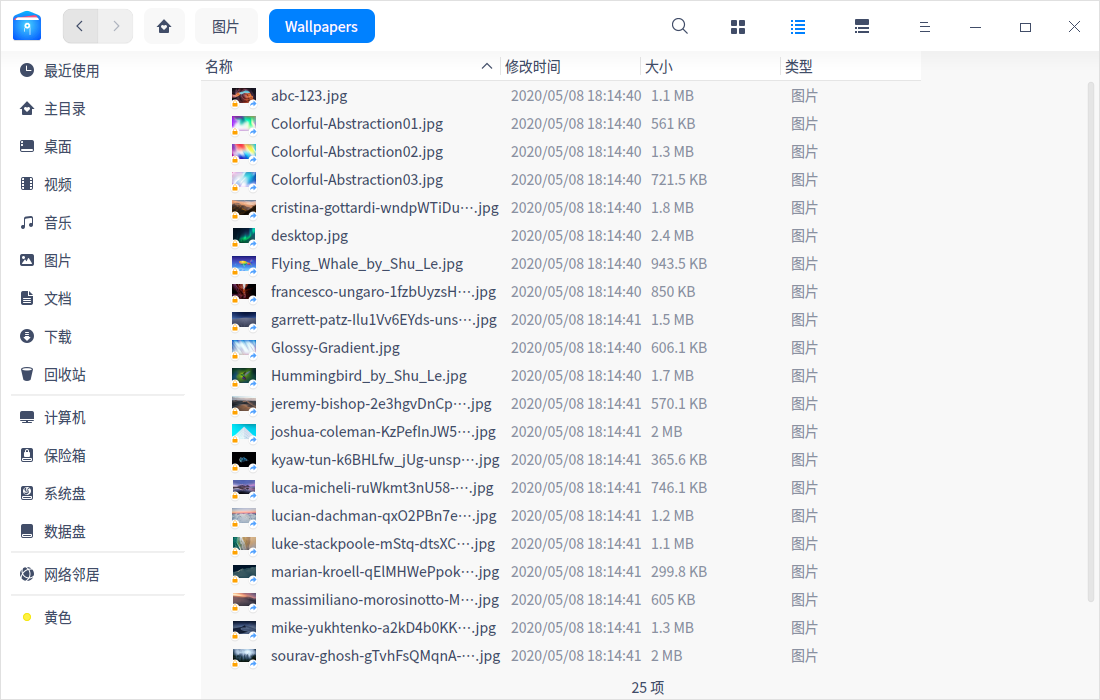 图片
Wallpapers
名称 修改时间 大小 类型
最近使用
主目录
桌面
视频
音乐
图片
文档
下载
回收站
计算机
保险箱
系统盘
数据盘
网络邻居
黄色
abc-123.jpg 2020/05/08 18:14:40 1.1 MB 图片
Colorful-Abstraction01.jpg 2020/05/08 18:14:40 561 KB 图片
Colorful-Abstraction02.jpg 2020/05/08 18:14:40 1.3 MB 图片
Colorful-Abstraction03.jpg 2020/05/08 18:14:40 721.5 KB 图片
cristina-gottardi-wndpWTiDu···.jpg 2020/05/08 18:14:40 1.8 MB 图片
desktop.jpg 2020/05/08 18:14:40 2.4 MB 图片
Flying_Whale_by_Shu_Le.jpg 2020/05/08 18:14:40 943.5 KB 图片
francesco-ungaro-1fzbUyzsH···.jpg 2020/05/08 18:14:40 850 KB 图片
garrett-patz-Ilu1Vv6EYds-uns···.jpg 2020/05/08 18:14:41 1.5 MB 图片
Glossy-Gradient.jpg 2020/05/08 18:14:40 606.1 KB 图片
Hummingbird_by_Shu_Le.jpg 2020/05/08 18:14:40 1.7 MB 图片
jeremy-bishop-2e3hgvDnCp···.jpg 2020/05/08 18:14:41 570.1 KB 图片
joshua-coleman-KzPefInJW5···.jpg 2020/05/08 18:14:41 2 MB 图片
kyaw-tun-k6BHLfw_jUg-unsp···.jpg 2020/05/08 18:14:41 365.6 KB 图片
luca-micheli-ruWkmt3nU58-···.jpg 2020/05/08 18:14:41 746.1 KB 图片
lucian-dachman-qxO2PBn7e···.jpg 2020/05/08 18:14:41 1.2 MB 图片
luke-stackpoole-mStq-dtsXC···.jpg 2020/05/08 18:14:41 1.1 MB 图片
marian-kroell-qElMHWePpok···.jpg 2020/05/08 18:14:41 299.8 KB 图片
massimiliano-morosinotto-M···.jpg 2020/05/08 18:14:41 605 KB 图片
mike-yukhtenko-a2kD4b0KK···.jpg 2020/05/08 18:14:41 1.3 MB 图片
sourav-ghosh-gTvhFsQMqnA-···.jpg 2020/05/08 18:14:41 2 MB 图片
25 项